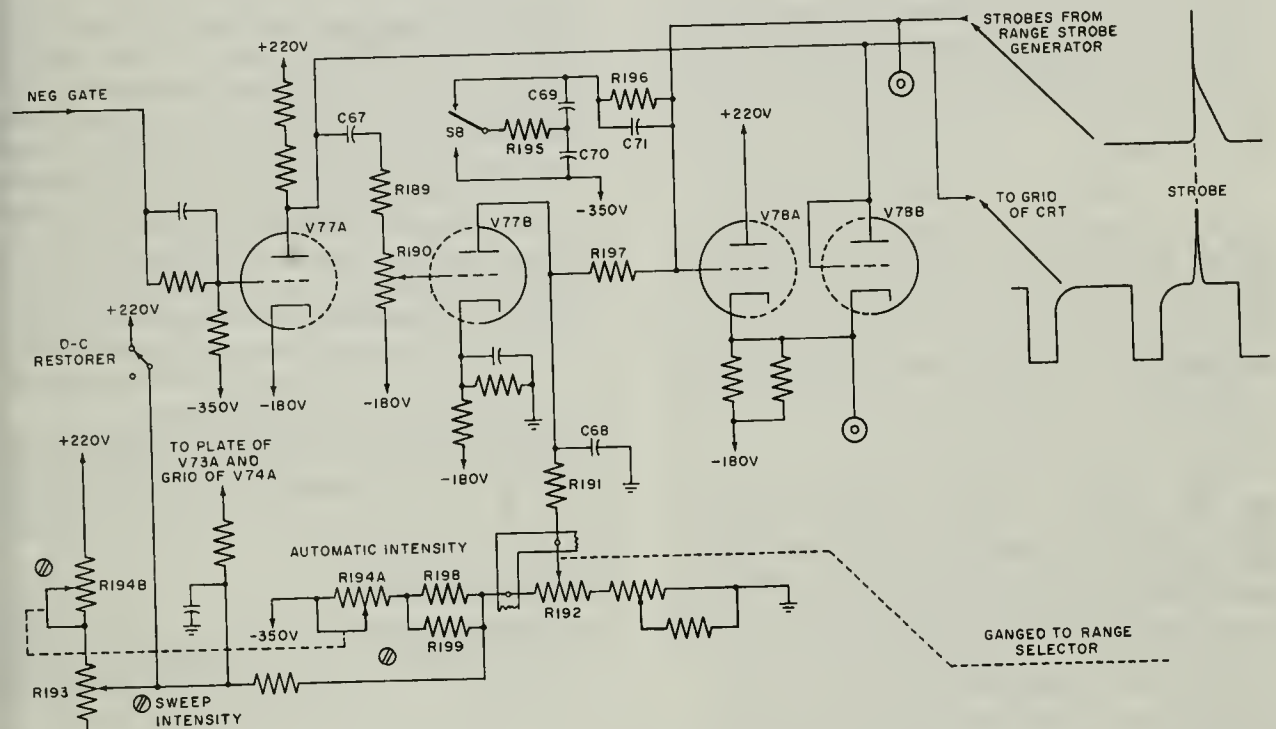 STROBES FROM
RANGE STROBE
GENERATOR
+220V
NEG GATE
C67
C69
R196
S8
R195
C71
C70
+220V
R189
-350V
TO GRID
OF CRT
STROBE
V77A
V77B
V78A
V78B
R190
R197
+220V
D-C
RESTORER
-350V
-180V
-180V
-180V
-180V
+220V
TO PLATE OF
V73A AND
GRID OF V74A
C68
R191
AUTOMATIC INTENSITY
R194B
R194A
R198
R192
-350V
R199
GANGED TO RANGE
SELECTOR
R193
SWEEP
INTENSITY